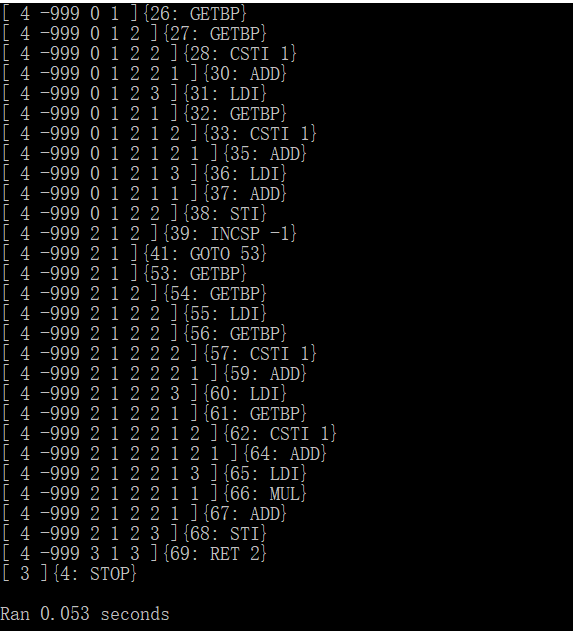 [ 4 -999 0 1 ]{26: GETBP}
[ 4 -999 0 1 2 ]{27: GETBP}
[ 4 -999 0 1 2 2 ]{28: CSTI 1}
[ 4 -999 0 1 2 2 1 ]{30: ADD}
[ 4 -999 0 1 2 3 ]{31: LDI}
[ 4 -999 0 1 2 1 ]{32: GETBP}
[ 4 -999 0 1 2 1 2 ]{33: CSTI 1}
[ 4 -999 0 1 2 1 2 1 ]{35: ADD}
[ 4 -999 0 1 2 1 3 ]{36: LDI}
[ 4 -999 0 1 2 1 1 ]{37: ADD}
[ 4 -999 0 1 2 2 ]{38: STI}
[ 4 -999 2 1 2 ]{39: INCSP -1}
[ 4 -999 2 1 ]{41: GOTO 53}
[ 4 -999 2 1 ]{53: GETBP}
[ 4 -999 2 1 2 ]{54: GETBP}
[ 4 -999 2 1 2 2 ]{55: LDI}
[ 4 -999 2 1 2 2 ]{56: GETBP}
[ 4 -999 2 1 2 2 2 ]{57: CSTI 1}
[ 4 -999 2 1 2 2 2 1 ]{59: ADD}
[ 4 -999 2 1 2 2 3 ]{60: LDI}
[ 4 -999 2 1 2 2 1 ]{61: GETBP}
[ 4 -999 2 1 2 2 1 2 ]{62: CSTI 1}
[ 4 -999 2 1 2 2 1 2 1 ]{64: ADD}
[ 4 -999 2 1 2 2 1 3 ]{65: LDI}
[ 4 -999 2 1 2 2 1 1 ]{66: MUL}
[ 4 -999 2 1 2 2 1 ]{67: ADD}
[ 4 -999 2 1 2 3 ]{68: STI}
[ 4 -999 3 1 3 ]{69: RET 2}
[ 3 ]{4: STOP}
Ran 0.053 seconds